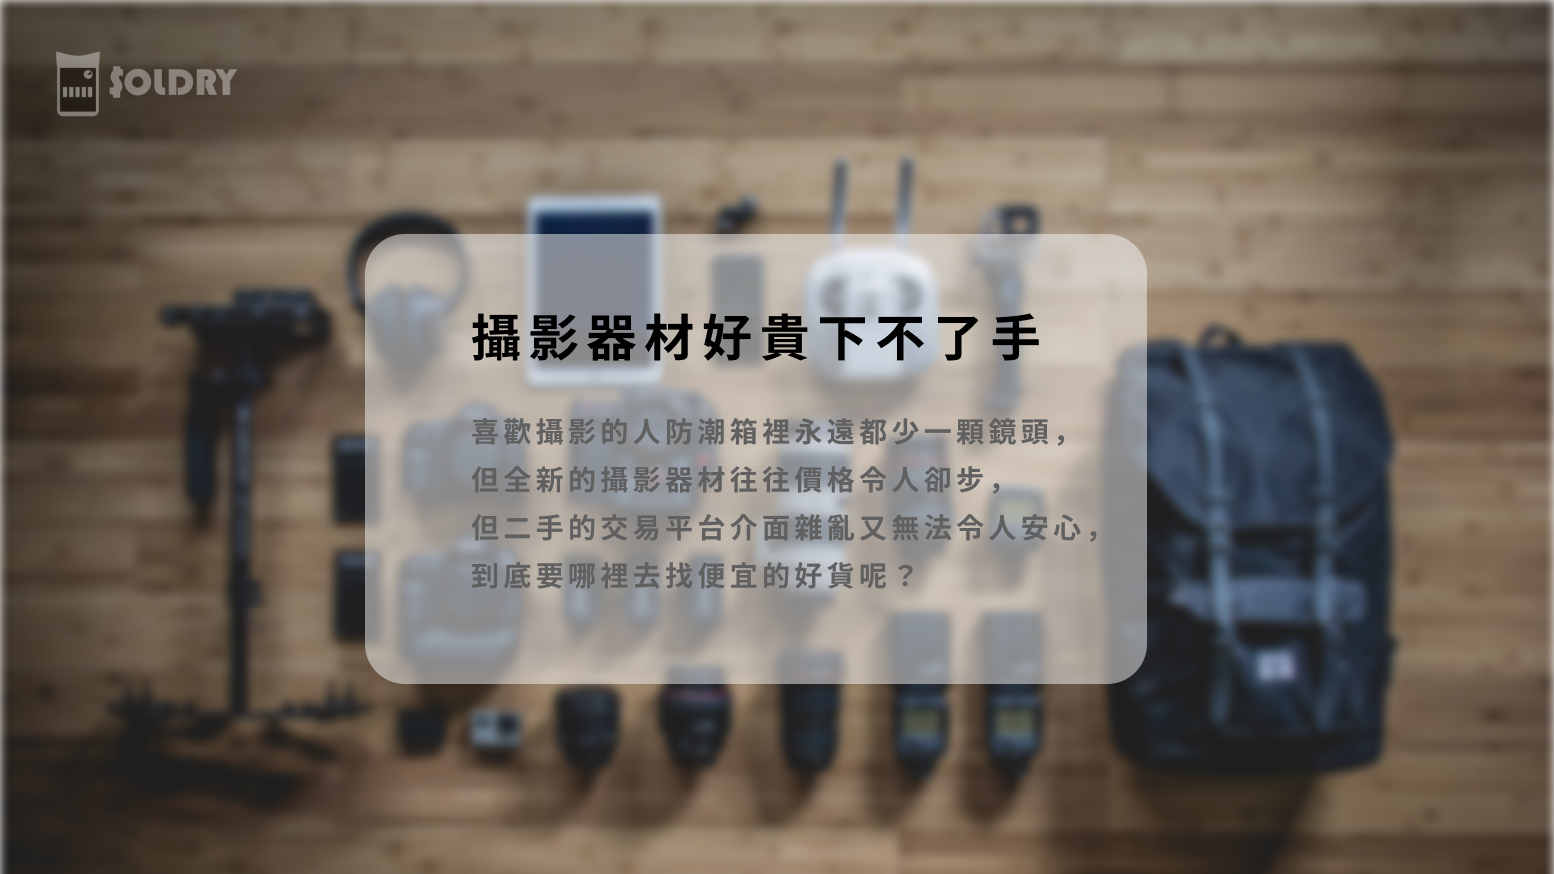 SOLDRY
攝影器材好貴下不了手
喜歡攝影的人防潮箱裡永遠都少一顆鏡頭，
但全新的攝影器材往往價格令人卻步，
但二手的交易平台介面雜亂又無法令人安心，
到底要哪裡去找便宜的好貨呢？